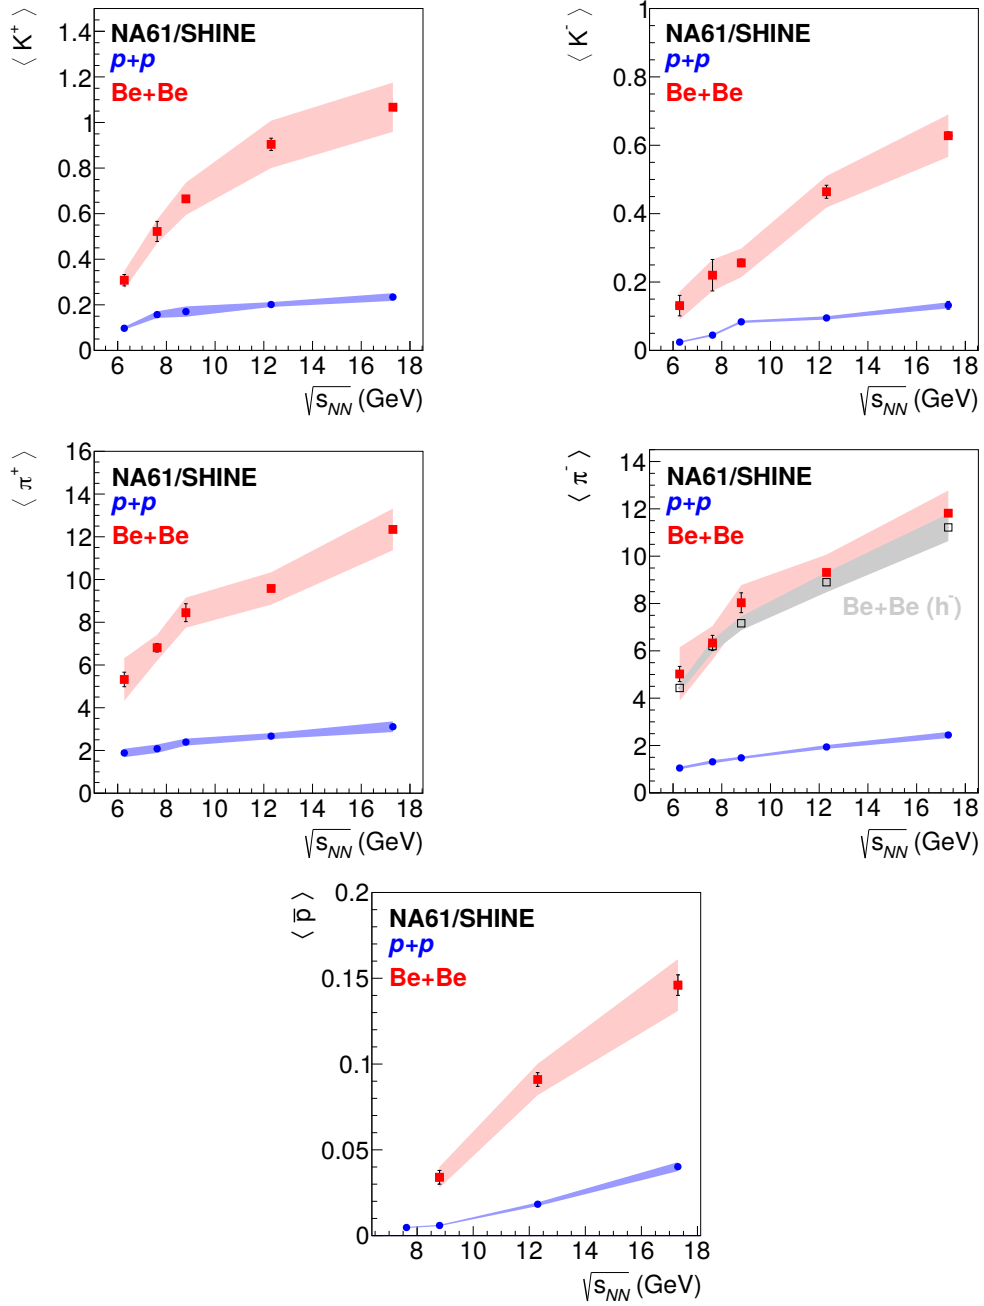 ⟨ K⁺ ⟩
NA61/SHINE
p+p
Be+Be
1.4
1.2
1
0.8
0.6
0.4
0.2
0
6 8 10 12 14 16 18
√s_NN (GeV)
⟨ K⁻ ⟩
NA61/SHINE
p+p
Be+Be
1
0.8
0.6
0.4
0.2
0
6 8 10 12 14 16 18
√s_NN (GeV)
⟨ π⁺ ⟩
NA61/SHINE
p+p
Be+Be
16
14
12
10
8
6
4
2
0
6 8 10 12 14 16 18
√s_NN (GeV)
⟨ π⁻ ⟩
NA61/SHINE
p+p
Be+Be
Be+Be (h⁻)
14
12
10
8
6
4
2
0
6 8 10 12 14 16 18
√s_NN (GeV)
⟨ p̅ ⟩
NA61/SHINE
p+p
Be+Be
0.2
0.15
0.1
0.05
0
8 10 12 14 16 18
√s_NN (GeV)